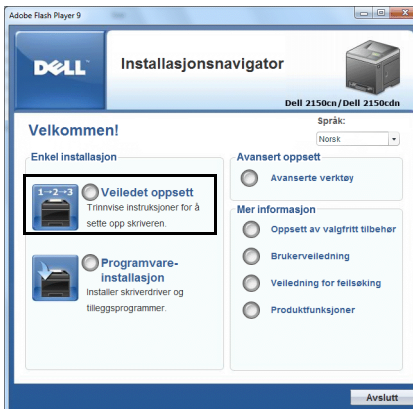 Adobe Flash Player 9
DELL
Installasjonsnavigator
Dell 2150cn/Dell 2150cdn
Velkommen!
Språk:
Norsk
Enkel installasjon
1→2→3
Veiledet oppsett
Trinnvise instruksjoner for å
sette opp skriveren.
Programvare-
installasjon
Installer skriverdriver og
tilleggsprogrammer.
Avansert oppsett
Avanserte verktøy
Mer informasjon
Oppsett av valgfritt tilbehør
Brukerveiledning
Veiledning for feilsøking
Produktfunksjoner
Avslutt